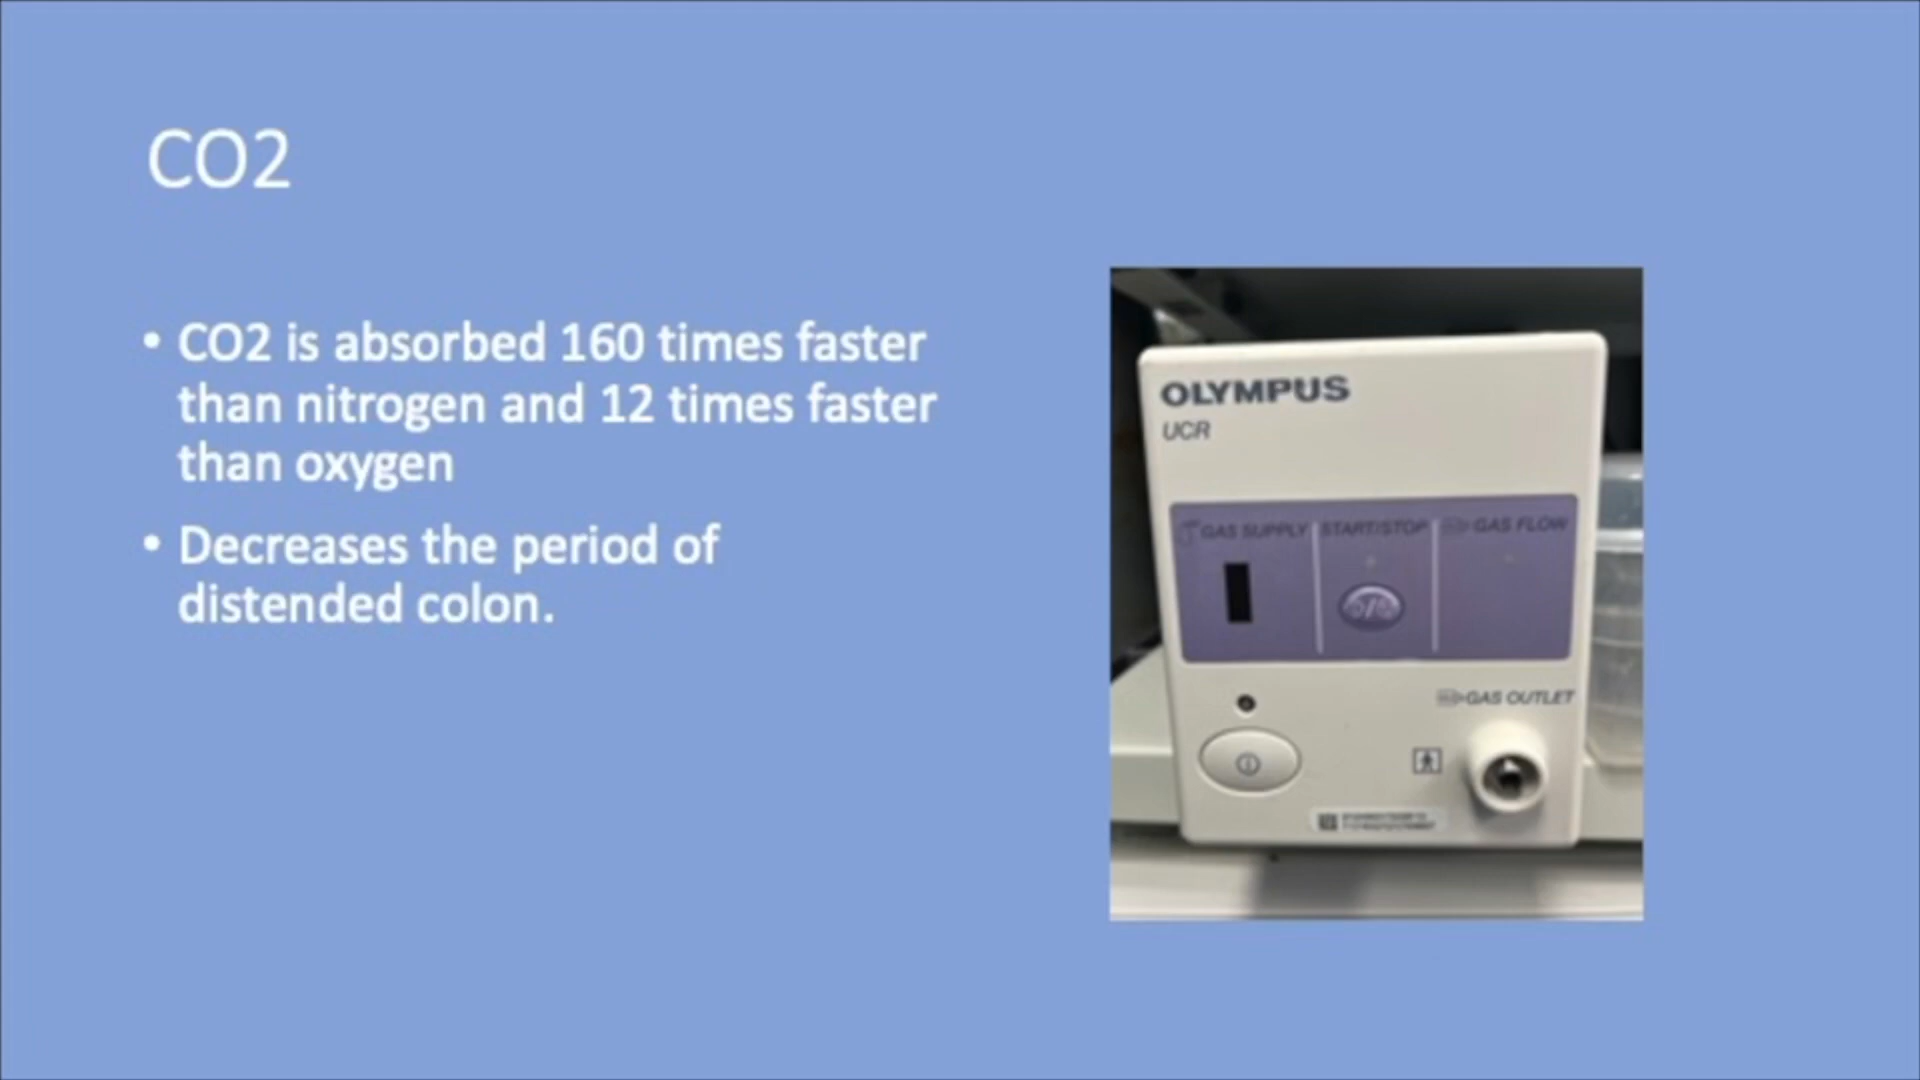 CO2
• CO2 is absorbed 160 times faster
than nitrogen and 12 times faster
than oxygen
• Decreases the period of
distended colon.
OLYMPUS
UCR
GAS SUPPLY
START/STOP
GAS FLOW
GAS OUTLET